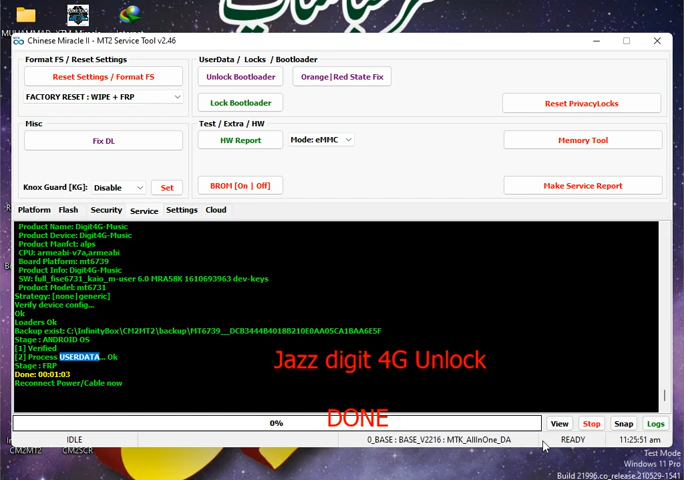 Chinese Miracle II - MT2 Service Tool v2.46
Format FS / Reset Settings
Reset Settings / Format FS
FACTORY RESET : WIPE + FRP
UserData / Locks / Bootloader
Unlock Bootloader
Orange|Red State Fix
Lock Bootloader
Reset PrivacyLocks
Misc
Fix DL
Knox Guard [KG]:
Disable
Set
Test / Extra / HW
HW Report
Mode: eMMC
Memory Tool
BROM [On | Off]
Make Service Report
Platform Flash Security Service Settings Cloud
Product Name: Digit4G-Music
Product Device: Digit4G-Music
Product Manfct: alps
CPU: armeabi-v7a,armeabi
Board Platform: mt6739
Product Info: Digit4G-Music
SW: full_fise6731_kaio_m-user 6.0 MRA58K 1610693963 dev-keys
Product Model: mt6731
Strategy: [none|generic]
Verify device config...
Ok
Loaders Ok
Backup exist: C:\InfinityBox\CM2MT2\backup\MT6739__DCB3444B4018B210E0AA05CA1BAA6E5F
Stage : ANDROID OS
[1] Verified
[2] Process USERDATA... Ok
Stage : FRP
Done: 00:01:03
Reconnect Power/Cable now
Jazz digit 4G Unlock
DONE
0%
View
Stop
Snap
Logs
IDLE
0_BASE : BASE_V2216 : MTK_AllInOne_DA
READY
11:25:51 am
CM2MT2
CM2SCR
Test Mode
Windows 11 Pro
Build 21996.co_release.210529-1541